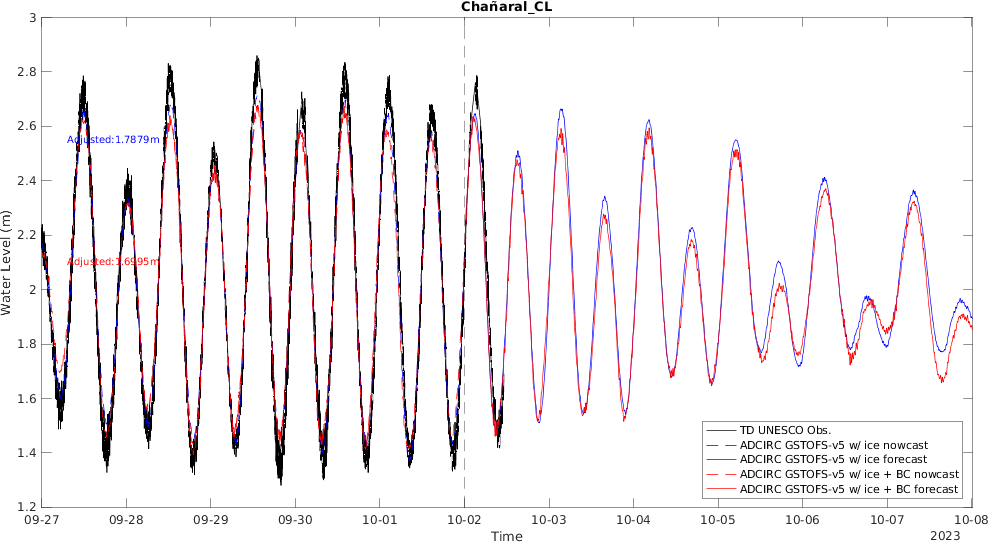 Chañaral_CL
3
2.8
2.6
2.4
2.2
2
1.8
1.6
1.4
1.2
Water Level (m)
Adjusted:1.7879m
Adjusted:1.6995m
TD UNESCO Obs.
ADCIRC GSTOFS-v5 w/ ice nowcast
ADCIRC GSTOFS-v5 w/ ice forecast
ADCIRC GSTOFS-v5 w/ ice + BC nowcast
ADCIRC GSTOFS-v5 w/ ice + BC forecast
09-27 09-28 09-29 09-30 10-01 10-02 10-03 10-04 10-05 10-06 10-07 10-08
Time
2023